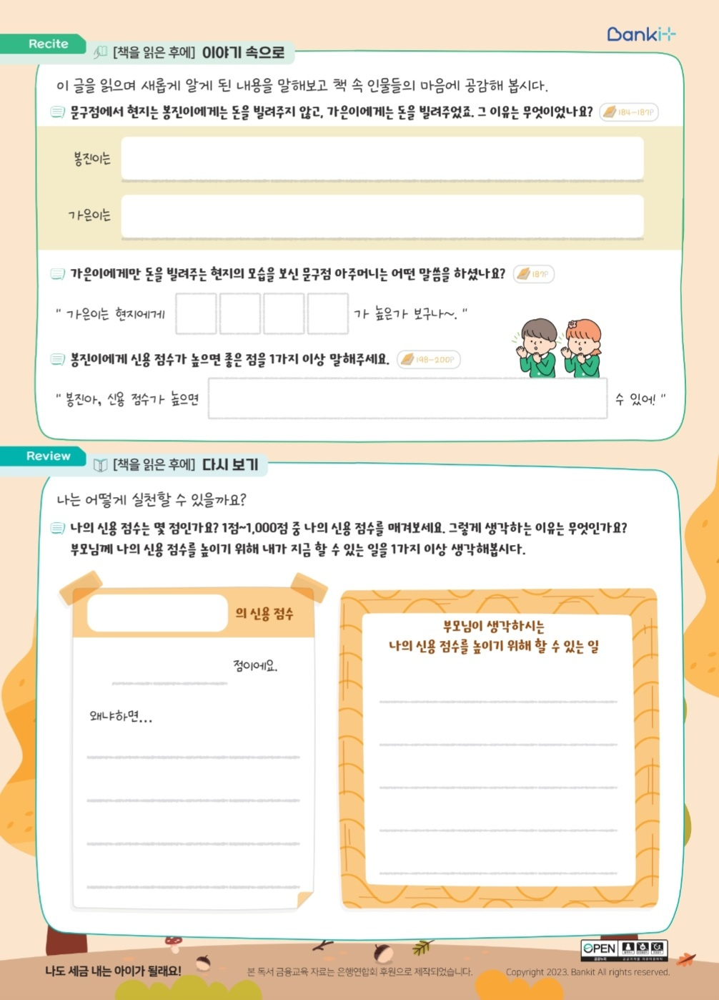 Bankit
Recite
[책을 읽은 후에] 이야기 속으로
이 글을 읽으며 새롭게 알게 된 내용을 말해보고 책 속 인물들의 마음에 공감해 봅시다.
문구점에서 현지는 봉진이에게는 돈을 빌려주지 않고, 가은이에게는 돈을 빌려주었죠. 그 이유는 무엇이었나요? 184-187P
봉진이는
가은이는
가은이에게만 돈을 빌려주는 현지의 모습을 보신 문구점 아주머니는 어떤 말씀을 하셨나요? 187P
" 가은이는 현지에게 가 높은가 보구나~. "
봉진이에게 신용 점수가 높으면 좋은 점을 1가지 이상 말해주세요. 198-200P
" 봉진아, 신용 점수가 높으면 수 있어! "
Review
[책을 읽은 후에] 다시 보기
나는 어떻게 실천할 수 있을까요?
나의 신용 점수는 몇 점인가요? 1점~1,000점 중 나의 신용 점수를 매겨보세요. 그렇게 생각하는 이유는 무엇인가요?
부모님께 나의 신용 점수를 높이기 위해 내가 지금 할 수 있는 일을 1가지 이상 생각해봅시다.
의 신용 점수
점이에요.
왜냐하면...
부모님이 생각하시는
나의 신용 점수를 높이기 위해 할 수 있는 일
OPEN
공공누리
나도 세금 내는 아이가 될래요!
본 독서 금융교육 자료는 은행연합회 후원으로 제작되었습니다.
Copyright 2023. Bankit All rights reserved.